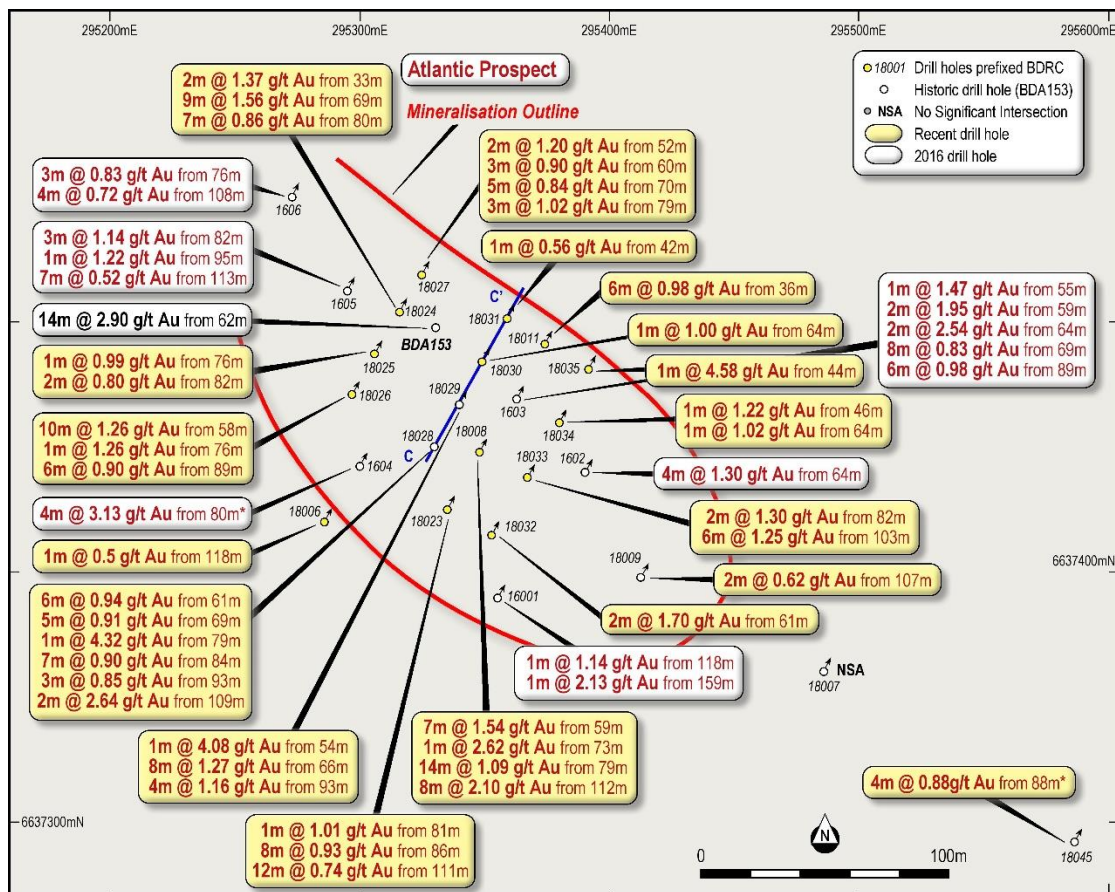 295200mE
295300mE
295400mE
295500mE
295600mE
Atlantic Prospect
Mineralisation Outline
18001 Drill holes prefixed BDRC
Historic drill hole (BDA153)
NSA No Significant Intersection
Recent drill hole
2016 drill hole
2m @ 1.37 g/t Au from 33m
9m @ 1.56 g/t Au from 69m
7m @ 0.86 g/t Au from 80m
2m @ 1.20 g/t Au from 52m
3m @ 0.90 g/t Au from 60m
5m @ 0.84 g/t Au from 70m
3m @ 1.02 g/t Au from 79m
3m @ 0.83 g/t Au from 76m
4m @ 0.72 g/t Au from 108m
1606
1m @ 0.56 g/t Au from 42m
3m @ 1.14 g/t Au from 82m
1m @ 1.22 g/t Au from 95m
7m @ 0.52 g/t Au from 113m
1605
18027
18024
C'
18031
6m @ 0.98 g/t Au from 36m
1m @ 1.47 g/t Au from 55m
2m @ 1.95 g/t Au from 59m
2m @ 2.54 g/t Au from 64m
8m @ 0.83 g/t Au from 69m
6m @ 0.98 g/t Au from 89m
14m @ 2.90 g/t Au from 62m
BDA153
18011
1m @ 1.00 g/t Au from 64m
1m @ 0.99 g/t Au from 76m
2m @ 0.80 g/t Au from 82m
18025
18030
18035
1m @ 4.58 g/t Au from 44m
18026
18029
1603
10m @ 1.26 g/t Au from 58m
1m @ 1.26 g/t Au from 76m
6m @ 0.90 g/t Au from 89m
18028
18008
18034
1m @ 1.22 g/t Au from 46m
1m @ 1.02 g/t Au from 64m
C
1604
18033
1602
4m @ 1.30 g/t Au from 64m
4m @ 3.13 g/t Au from 80m*
18006
18023
18032
2m @ 1.30 g/t Au from 82m
6m @ 1.25 g/t Au from 103m
1m @ 0.5 g/t Au from 118m
18009
2m @ 0.62 g/t Au from 107m
6637400mN
6m @ 0.94 g/t Au from 61m
5m @ 0.91 g/t Au from 69m
1m @ 4.32 g/t Au from 79m
7m @ 0.90 g/t Au from 84m
3m @ 0.85 g/t Au from 93m
2m @ 2.64 g/t Au from 109m
16001
2m @ 1.70 g/t Au from 61m
1m @ 1.14 g/t Au from 118m
1m @ 2.13 g/t Au from 159m
NSA
18007
1m @ 4.08 g/t Au from 54m
8m @ 1.27 g/t Au from 66m
4m @ 1.16 g/t Au from 93m
7m @ 1.54 g/t Au from 59m
1m @ 2.62 g/t Au from 73m
14m @ 1.09 g/t Au from 79m
8m @ 2.10 g/t Au from 112m
4m @ 0.88g/t Au from 88m*
6637300mN
1m @ 1.01 g/t Au from 81m
8m @ 0.93 g/t Au from 86m
12m @ 0.74 g/t Au from 111m
N
0
100m
18045